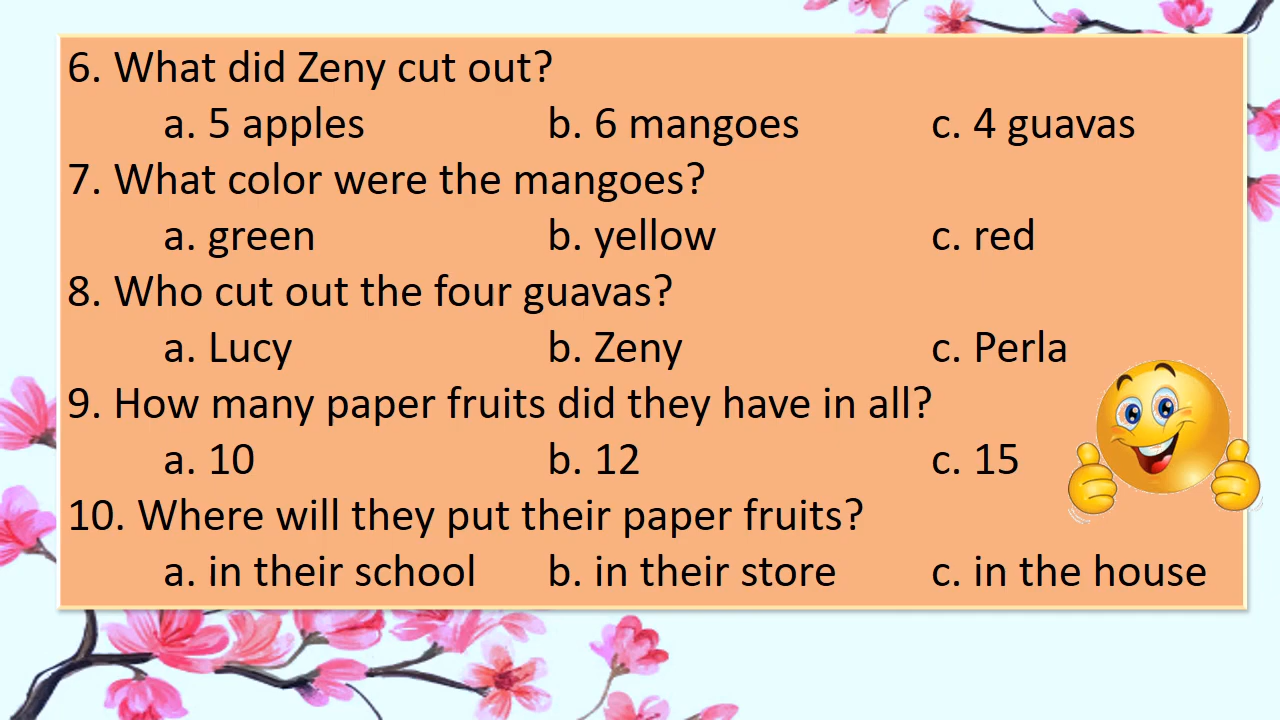 6. What did Zeny cut out?
a. 5 apples b. 6 mangoes c. 4 guavas
7. What color were the mangoes?
a. green b. yellow c. red
8. Who cut out the four guavas?
a. Lucy b. Zeny c. Perla
9. How many paper fruits did they have in all?
a. 10 b. 12 c. 15
10. Where will they put their paper fruits?
a. in their school b. in their store c. in the house